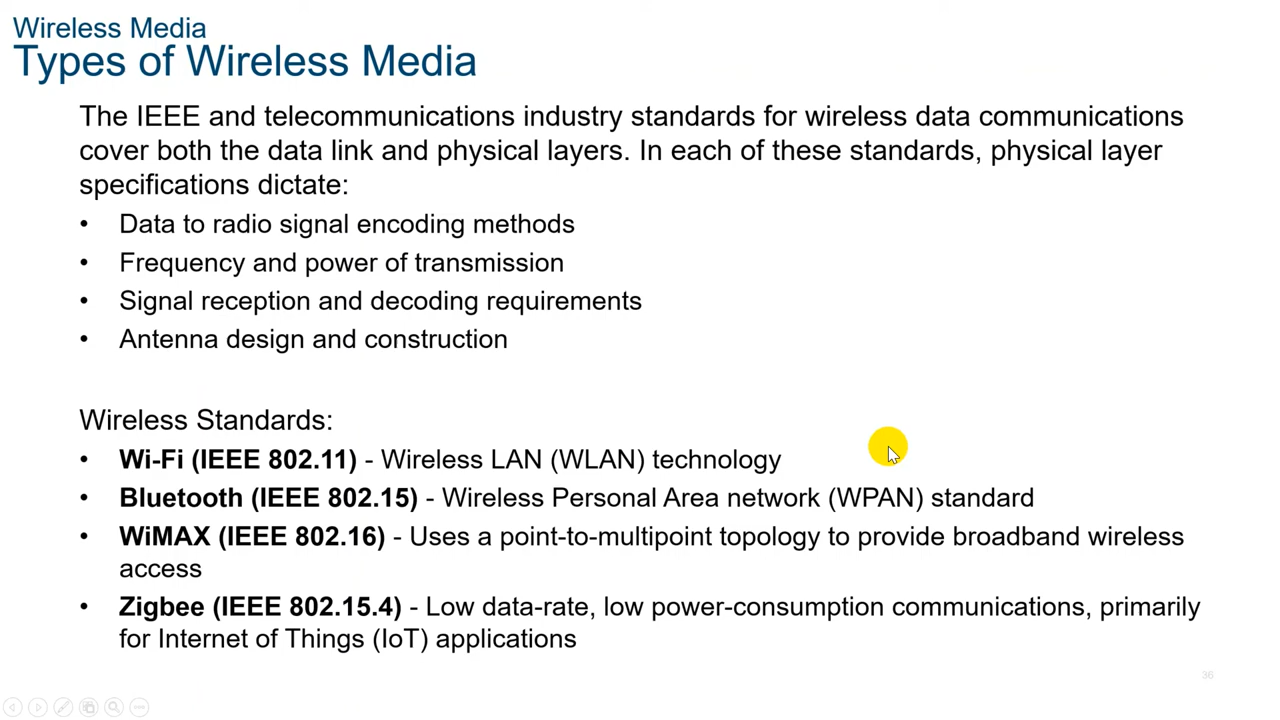 Wireless Media
Types of Wireless Media
The IEEE and telecommunications industry standards for wireless data communications
cover both the data link and physical layers. In each of these standards, physical layer
specifications dictate:
• Data to radio signal encoding methods
• Frequency and power of transmission
• Signal reception and decoding requirements
• Antenna design and construction
Wireless Standards:
• Wi-Fi (IEEE 802.11) - Wireless LAN (WLAN) technology
• Bluetooth (IEEE 802.15) - Wireless Personal Area network (WPAN) standard
• WiMAX (IEEE 802.16) - Uses a point-to-multipoint topology to provide broadband wireless
access
• Zigbee (IEEE 802.15.4) - Low data-rate, low power-consumption communications, primarily
for Internet of Things (IoT) applications
36